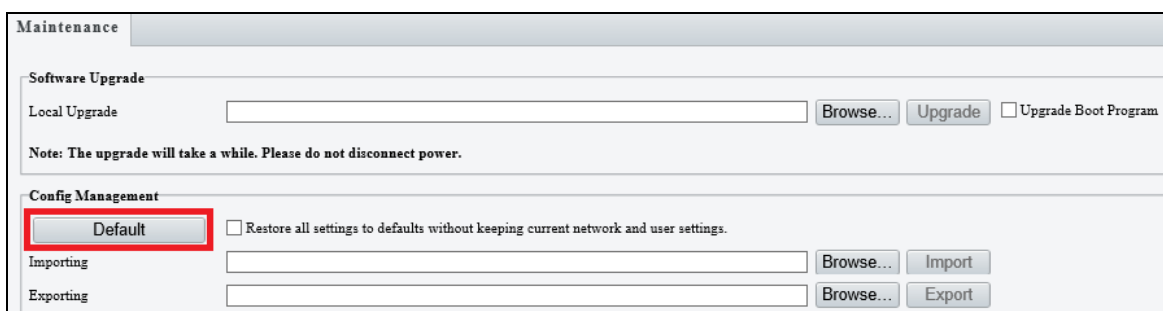 Maintenance
Software Upgrade
Local Upgrade Browse... Upgrade Upgrade Boot Program
Note: The upgrade will take a while. Please do not disconnect power.
Config Management
Default Restore all settings to defaults without keeping current network and user settings.
Importing Browse... Import
Exporting Browse... Export